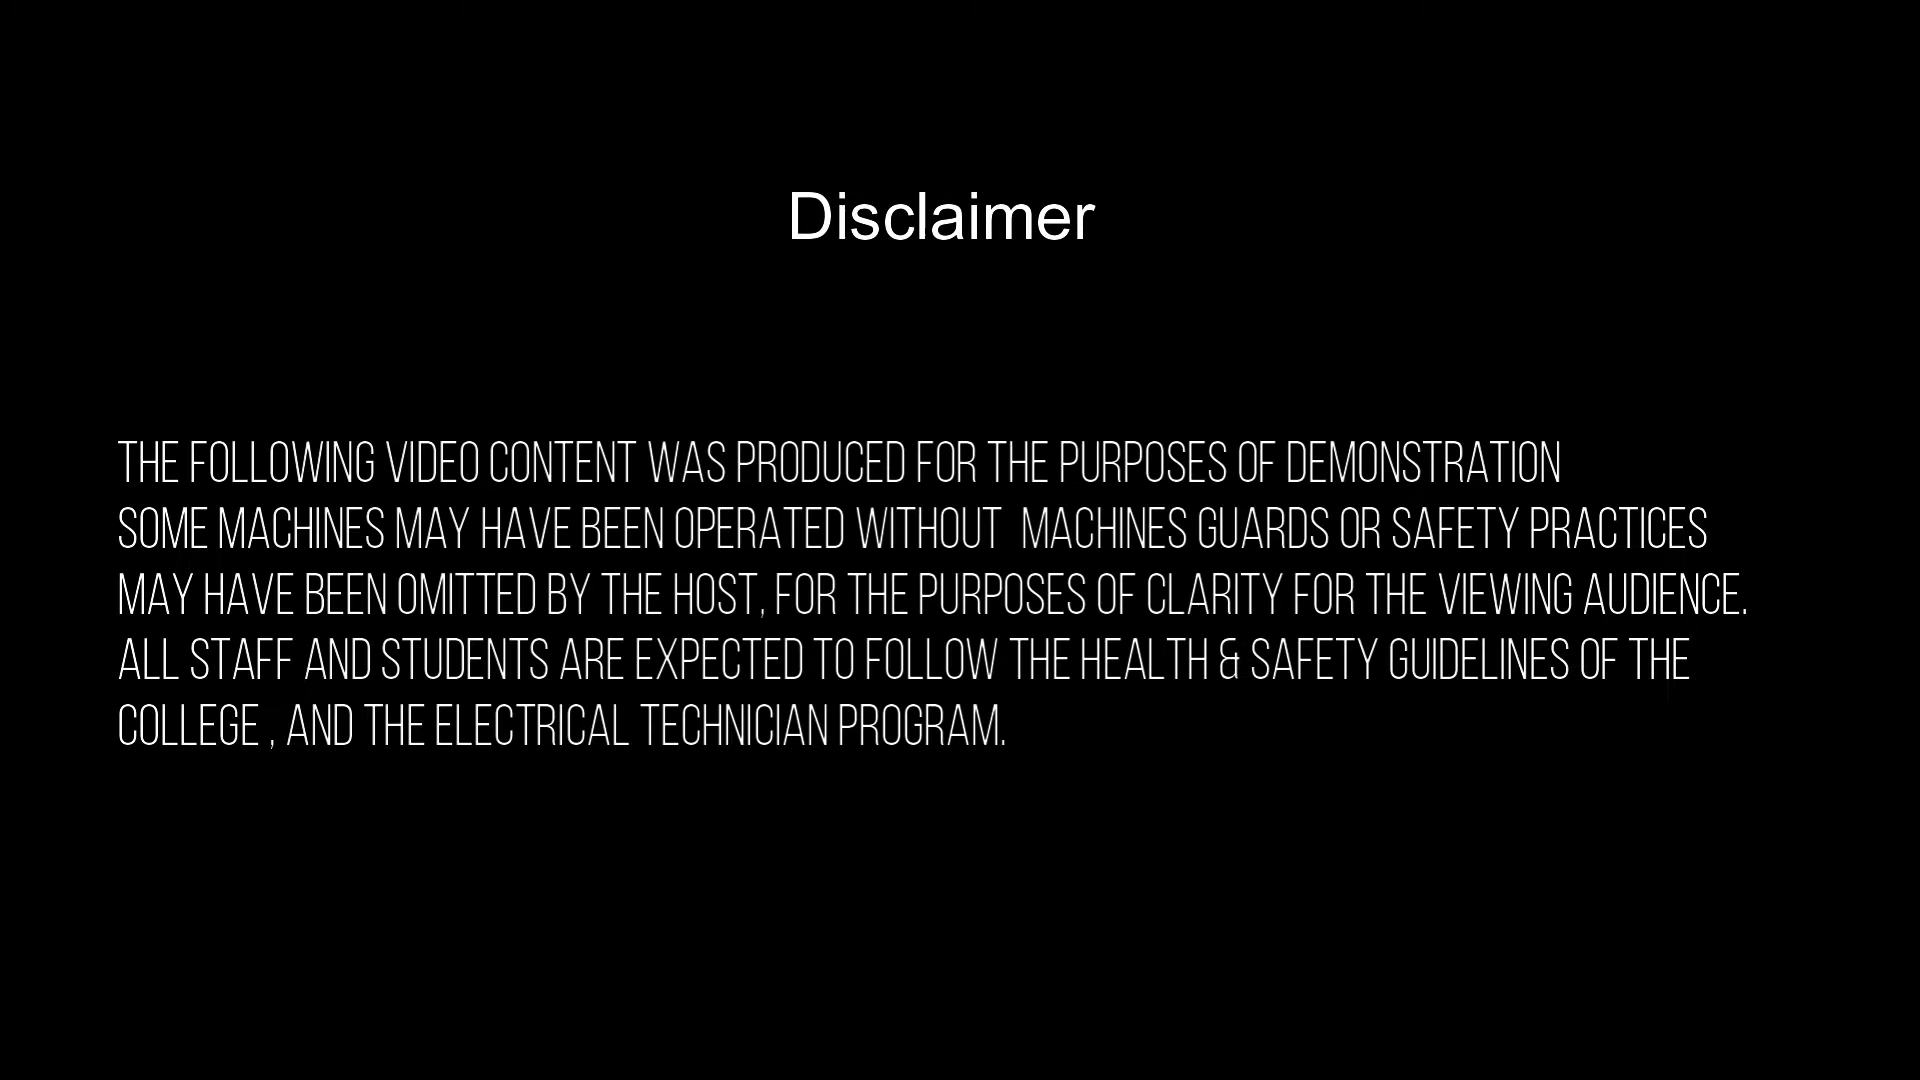 Disclaimer
THE FOLLOWING VIDEO CONTENT WAS PRODUCED FOR THE PURPOSES OF DEMONSTRATION
SOME MACHINES MAY HAVE BEEN OPERATED WITHOUT  MACHINES GUARDS OR SAFETY PRACTICES
MAY HAVE BEEN OMITTED BY THE HOST, FOR THE PURPOSES OF CLARITY FOR THE VIEWING AUDIENCE.
ALL STAFF AND STUDENTS ARE EXPECTED TO FOLLOW THE HEALTH & SAFETY GUIDELINES OF THE
COLLEGE , AND THE ELECTRICAL TECHNICIAN PROGRAM.